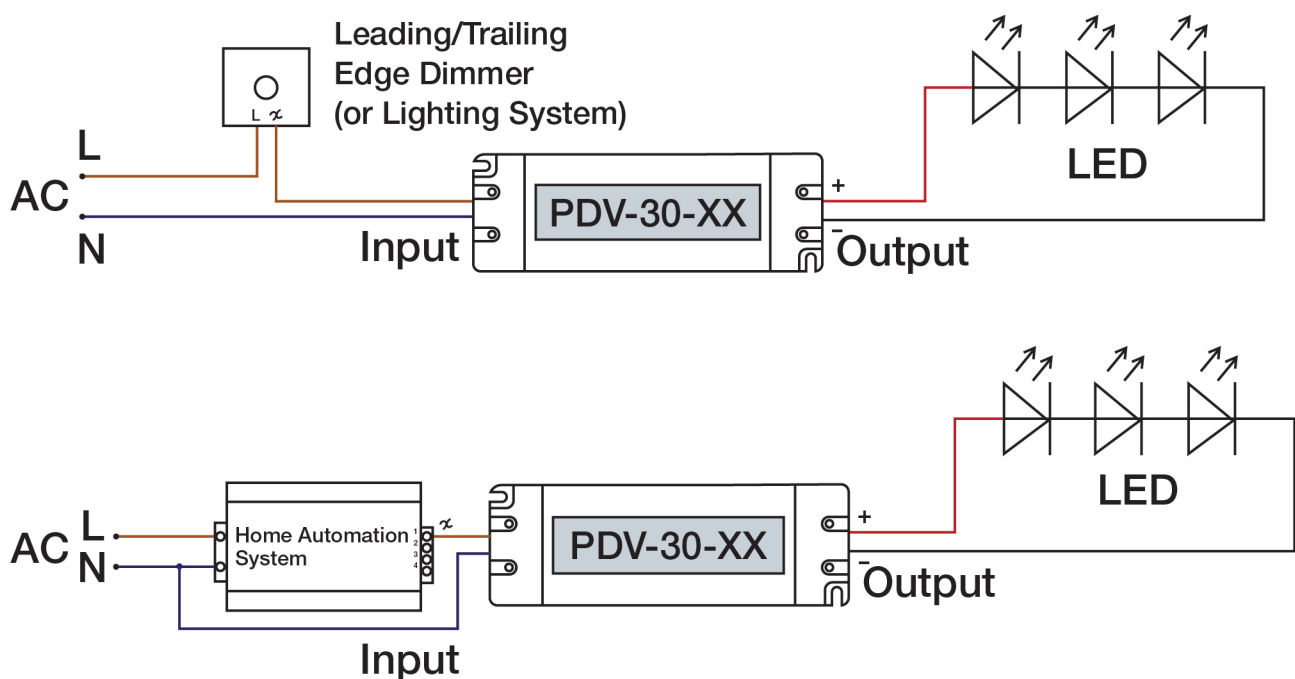 Leading/Trailing
Edge Dimmer
(or Lighting System)
L
L
AC
N
Input
PDV-30-XX
+
-
Output
LED
AC
L
N
Home Automation
System
1
2
3
4
Input
PDV-30-XX
+
-
Output
LED